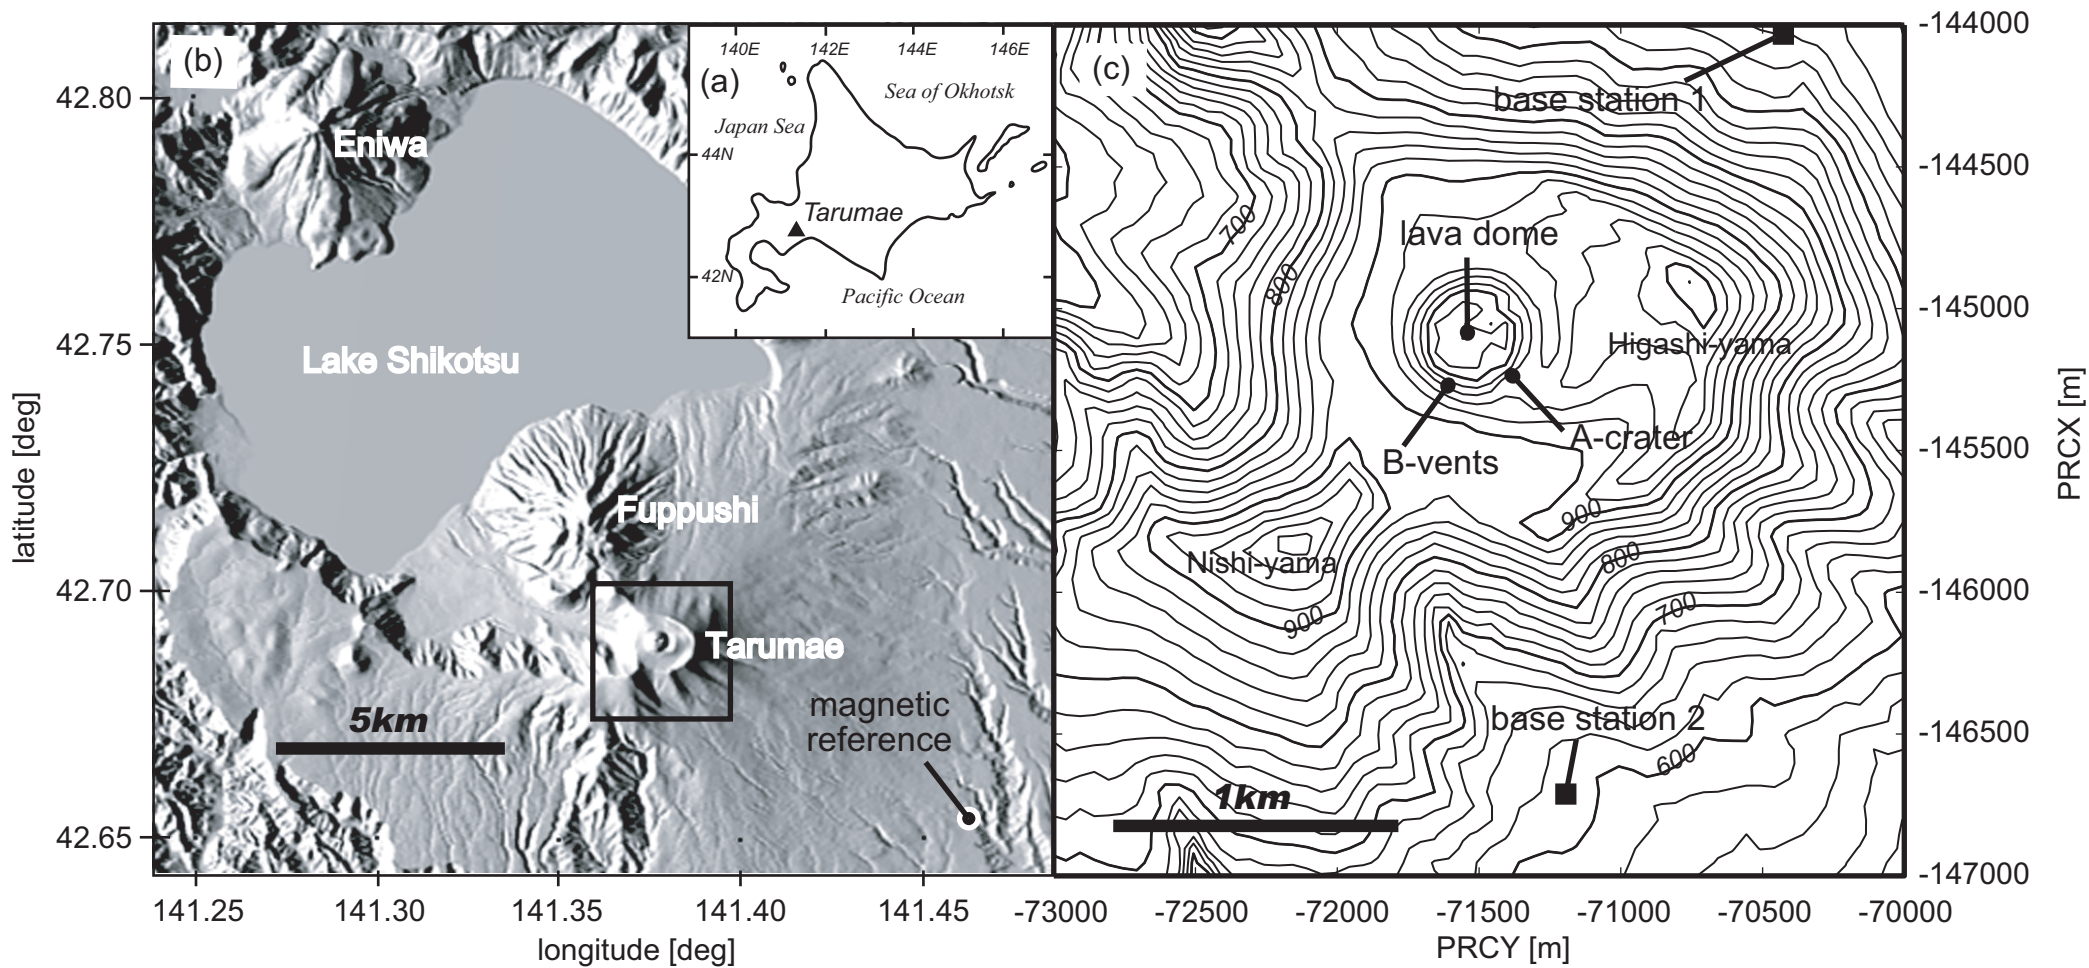 (b)
42.80
42.75
42.70
42.65
latitude [deg]
Eniwa
Lake Shikotsu
Fuppushi
Tarumae
magnetic
reference
5km
141.25
141.30
141.35
141.40
141.45
longitude [deg]
(a)
140E
142E
144E
146E
Sea of Okhotsk
Japan Sea
44N
Tarumae
42N
Pacific Ocean
(c)
base station 1
700
800
lava dome
Higashi-yama
A-crater
B-vents
900
Nishi-yama
900
800
700
base station 2
600
1km
-144000
-144500
-145000
-145500
-146000
-146500
-147000
PRCX [m]
-73000
-72500
-72000
-71500
-71000
-70500
-70000
PRCY [m]